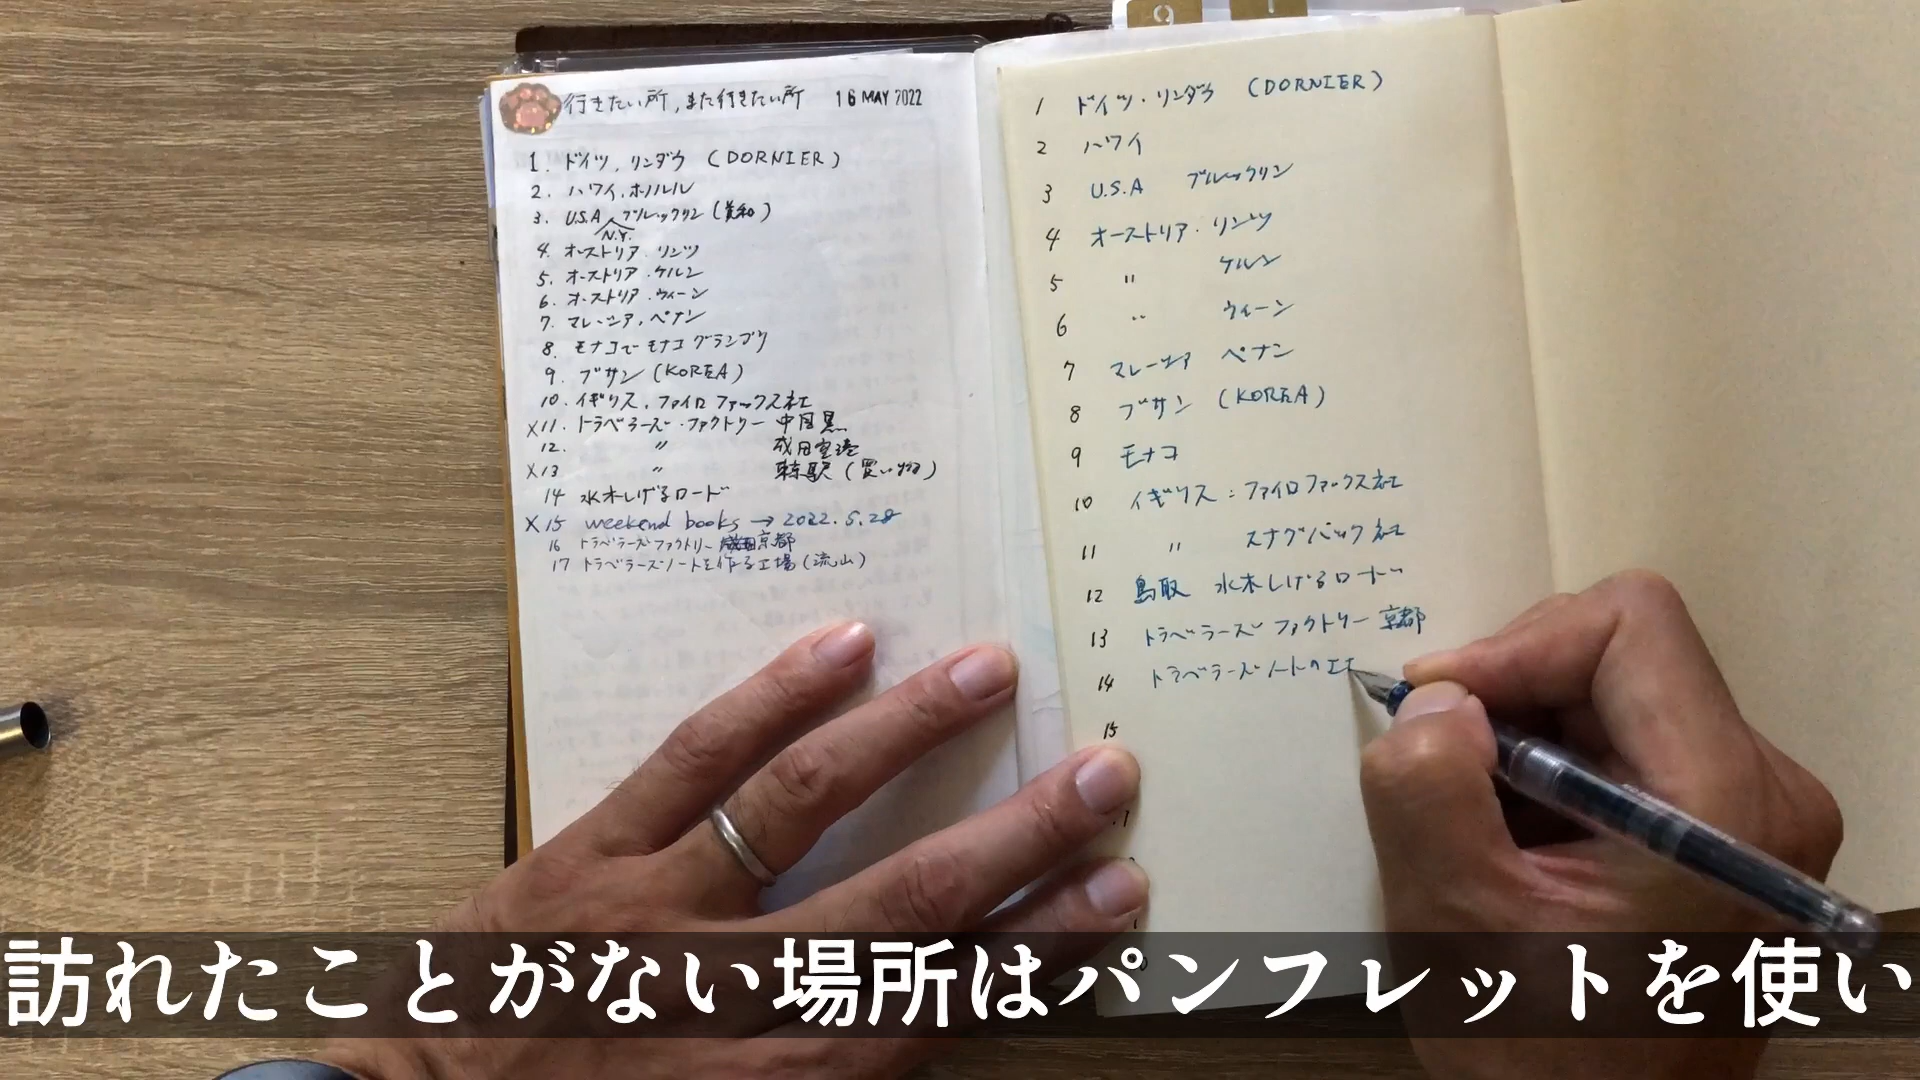 行きたい所,また行きたい所 16 MAY 2022
1. ドイツ.リンダウ (DORNIER)
2. ハワイ.ホノルル
3. U.S.A ブルックリン
N.Y.
4. オーストリア.リンツ
5. オーストリア.ケルン
6. オーストリア.ウィーン
7. マレーシア.ペナン
8. モナコでモナコグランプリ
9. ブサン (KOREA)
10. イギリス.ファイロファックス社
X11. トラベラーズ・ファクトリー 中目黒
12. 〃 成田空港
X13 〃 東京駅
14 水木しげるロード
X15 weekend books → 2022.5.28
16 トラベラーズファクトリー 京都
17 トラベラーズノートを作る工場(流山)
1 ドイツ・リンダウ (DORNIER)
2 ハワイ
3 U.S.A ブルックリン
4 オーストリア・リンツ
5 〃 ケルン
6 〃 ウィーン
7 マレーシア ペナン
8 ブサン (KOREA)
9 モナコ
10 イギリス:ファイロファックス社
11 〃 スナグパック社
12 鳥取 水木しげるロード
13 トラベラーズファクトリー 京都
14 トラベラーズノートの工
15
訪れたことがない場所はパンフレットを使い